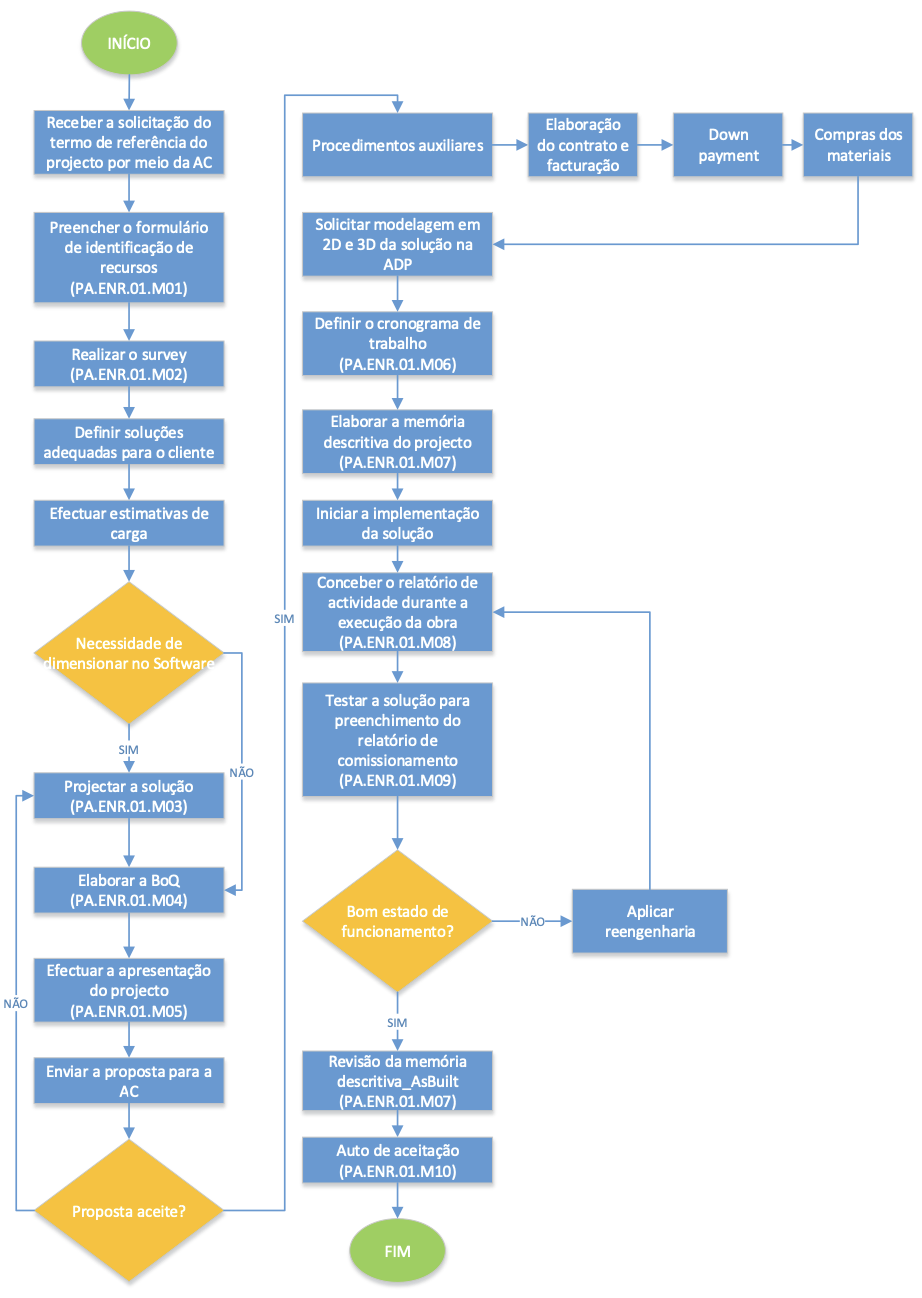 INÍCIO
Receber a solicitação do
termo de referência do
projecto por meio da AC
Preencher o formulário
de identificação de
recursos
(PA.ENR.01.M01)
Realizar o survey
(PA.ENR.01.M02)
Definir soluções
adequadas para o cliente
Efectuar estimativas de
carga
Necessidade de
dimensionar no Software
SIM
NÃO
Projectar a solução
(PA.ENR.01.M03)
Elaborar a BoQ
(PA.ENR.01.M04)
Efectuar a apresentação
do projecto
(PA.ENR.01.M05)
NÃO
Enviar a proposta para a
AC
Proposta aceite?
SIM
Procedimentos auxiliares
Elaboração
do contrato e
facturação
Down
payment
Compras dos
materiais
Solicitar modelagem em
2D e 3D da solução na
ADP
Definir o cronograma de
trabalho
(PA.ENR.01.M06)
Elaborar a memória
descritiva do projecto
(PA.ENR.01.M07)
Iniciar a implementação
da solução
Conceber o relatório de
actividade durante a
execução da obra
(PA.ENR.01.M08)
Testar a solução para
preenchimento do
relatório de
comissionamento
(PA.ENR.01.M09)
Bom estado de
funcionamento?
NÃO
Aplicar
reengenharia
SIM
Revisão da memória
descritiva_AsBuilt
(PA.ENR.01.M07)
Auto de aceitação
(PA.ENR.01.M10)
FIM